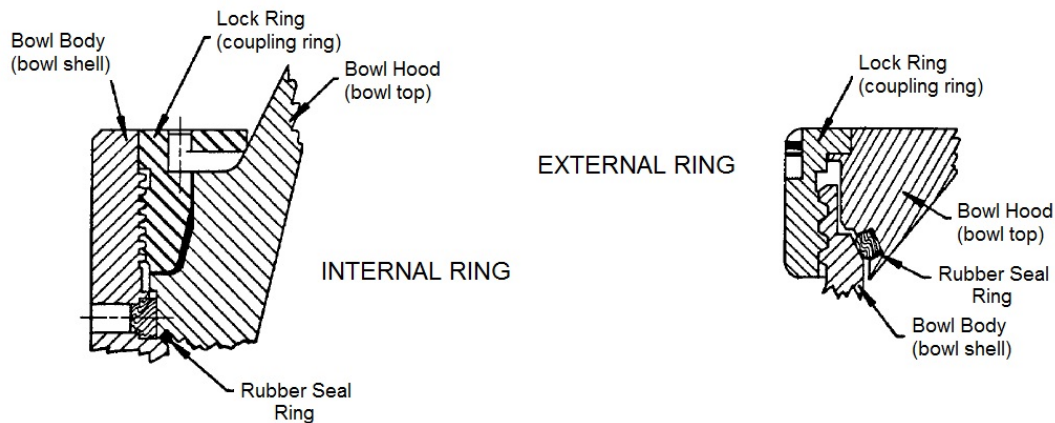 Lock Ring
(coupling ring)
Bowl Body
(bowl shell)
Bowl Hood
(bowl top)
INTERNAL RING
Rubber Seal
Ring
EXTERNAL RING
Lock Ring
(coupling ring)
Bowl Hood
(bowl top)
Rubber Seal
Ring
Bowl Body
(bowl shell)